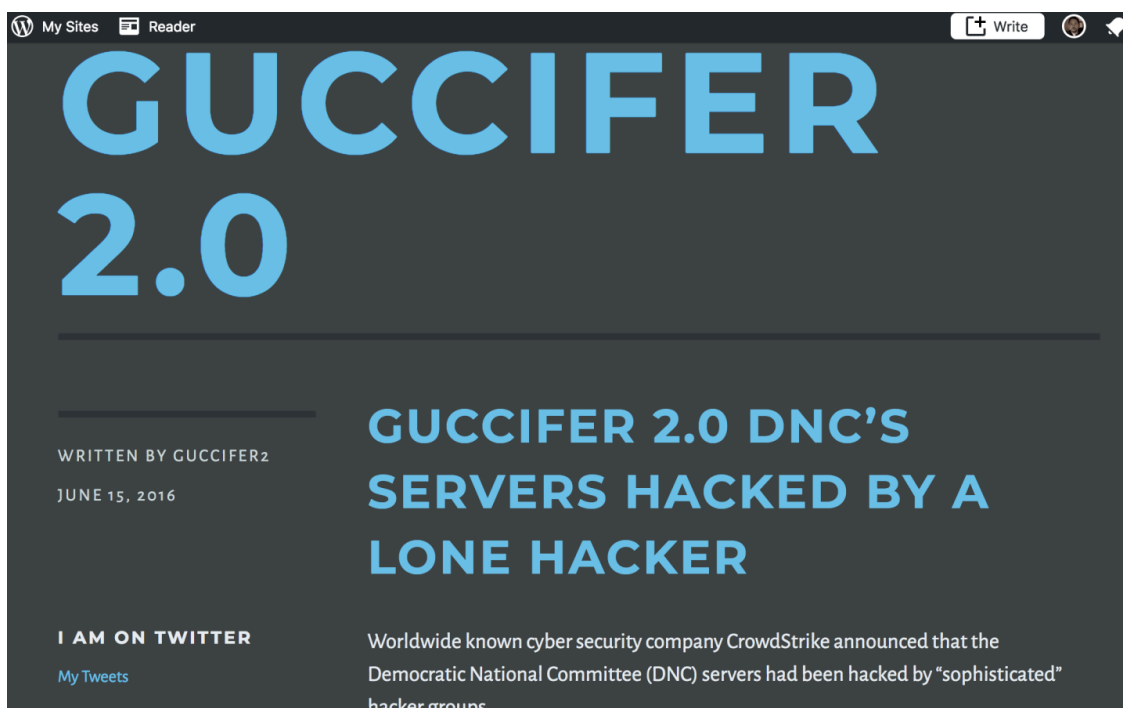 My Sites Reader Write
GUCCIFER
2.0
WRITTEN BY GUCCIFER2
JUNE 15, 2016
I AM ON TWITTER
My Tweets
GUCCIFER 2.0 DNC’S
SERVERS HACKED BY A
LONE HACKER
Worldwide known cyber security company CrowdStrike announced that the
Democratic National Committee (DNC) servers had been hacked by “sophisticated”
hacker groups.